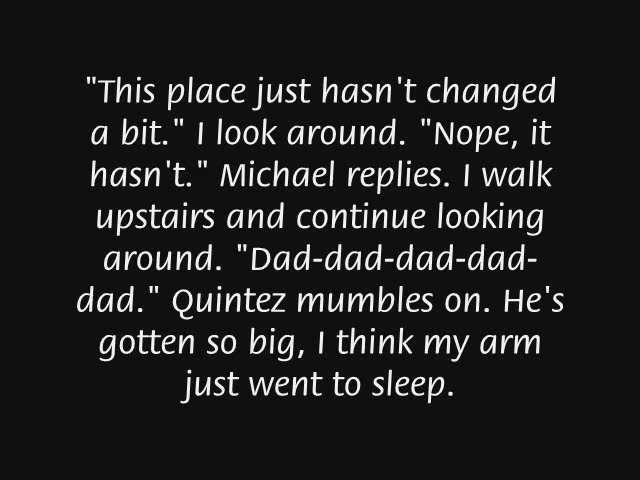 "This place just hasn't changed
a bit." I look around. "Nope, it
hasn't." Michael replies. I walk
upstairs and continue looking
around. "Dad-dad-dad-dad-
dad." Quintez mumbles on. He's
gotten so big, I think my arm
just went to sleep.